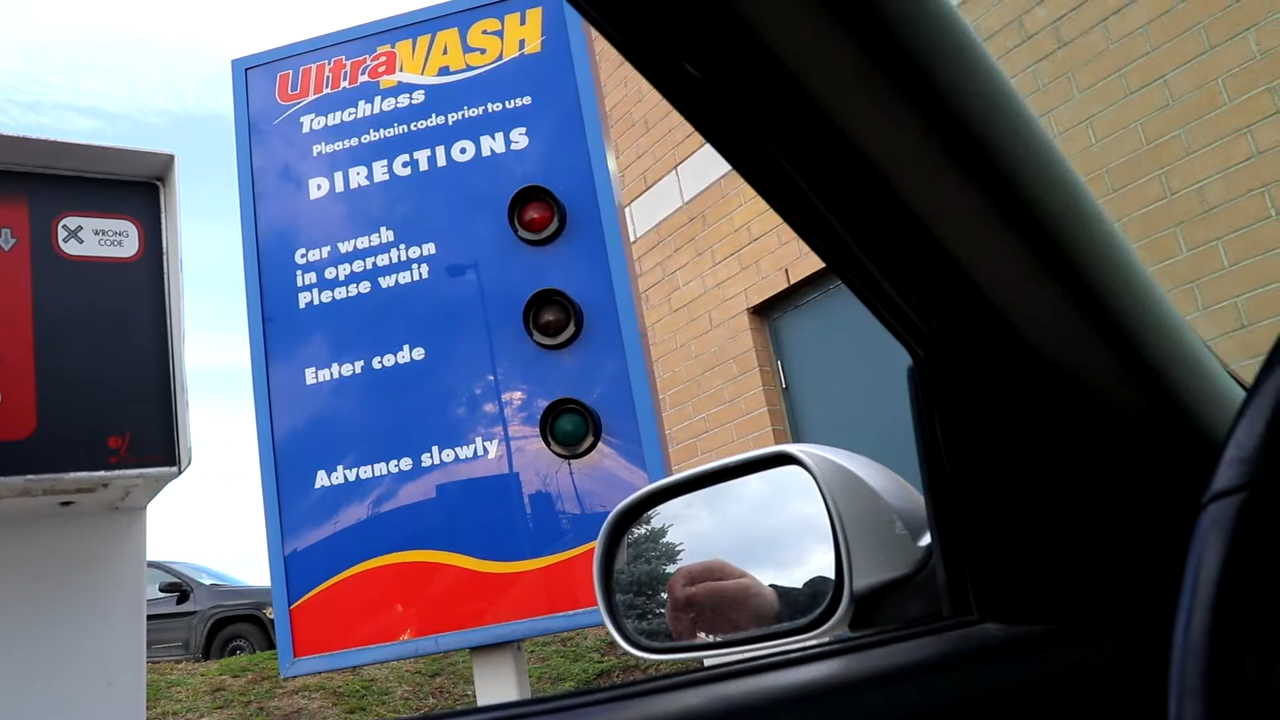 UltraWASH
Touchless
Please obtain code prior to use
DIRECTIONS
Car wash
in operation
Please wait
Enter code
Advance slowly
WRONG
CODE